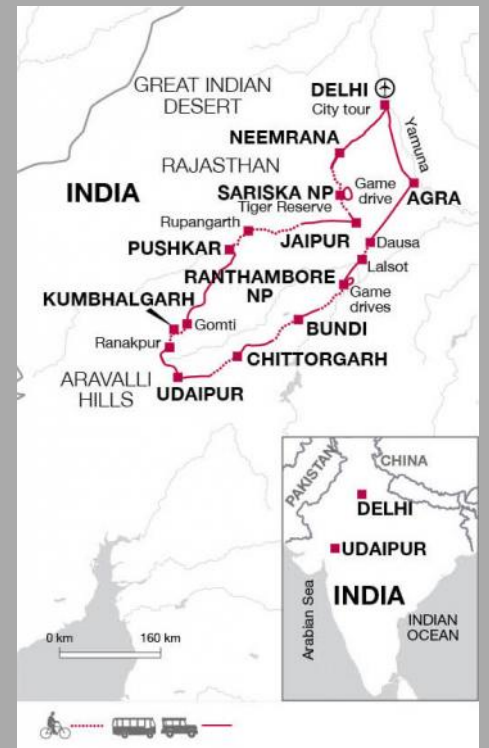 GREAT INDIAN
DESERT
DELHI
City tour
Yamuna
NEEMRANA
RAJASTHAN
INDIA
SARISKA NP
Tiger Reserve
Game
drive
AGRA
Rupangarth
JAIPUR
Dausa
PUSHKAR
Lalsot
RANTHAMBORE
NP
Game
drives
KUMBHALGARH
Gomti
BUNDI
Ranakpur
CHITTORGARH
ARAVALLI
HILLS
UDAIPUR
PAKISTAN
CHINA
DELHI
UDAIPUR
INDIA
Arabian Sea
INDIAN
OCEAN
0 km
160 km